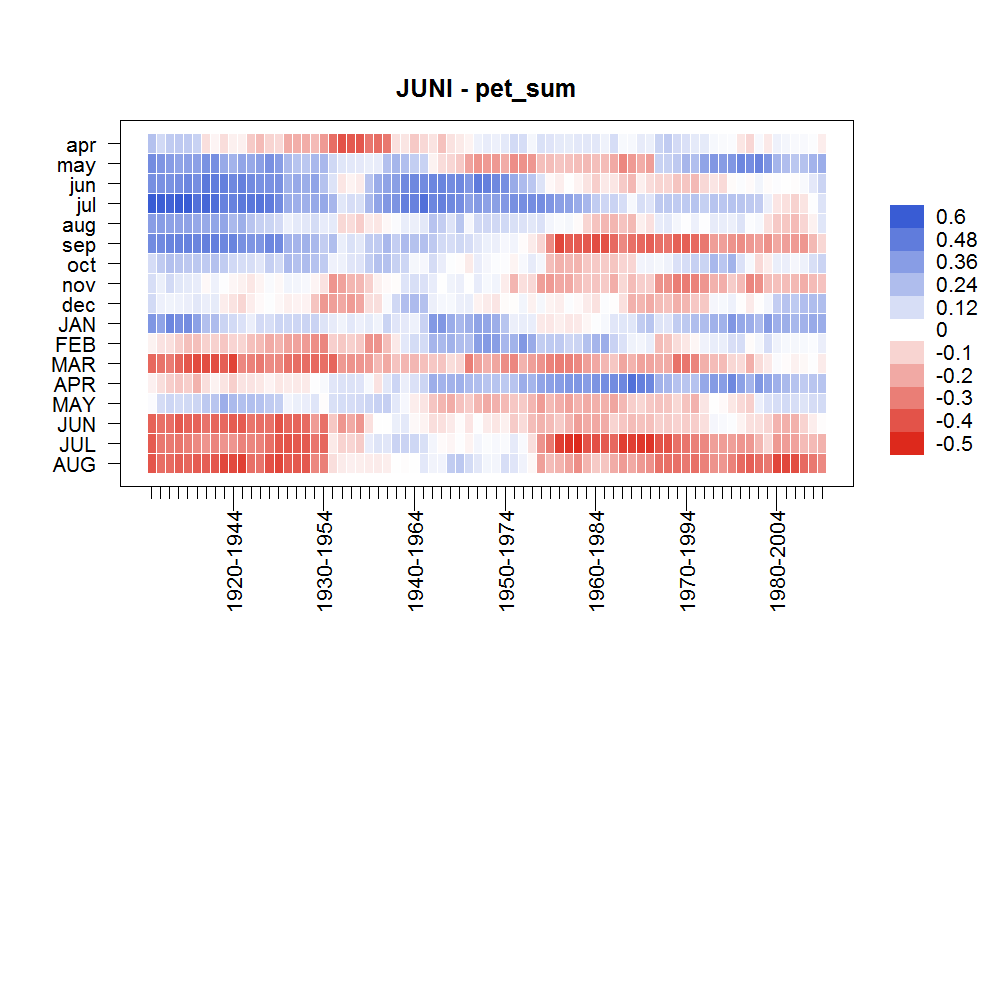 JUNI - pet_sum
apr
may
jun
jul
aug
sep
oct
nov
dec
JAN
FEB
MAR
APR
MAY
JUN
JUL
AUG
1920-1944
1930-1954
1940-1964
1950-1974
1960-1984
1970-1994
1980-2004
0.6
0.48
0.36
0.24
0.12
0
-0.1
-0.2
-0.3
-0.4
-0.5